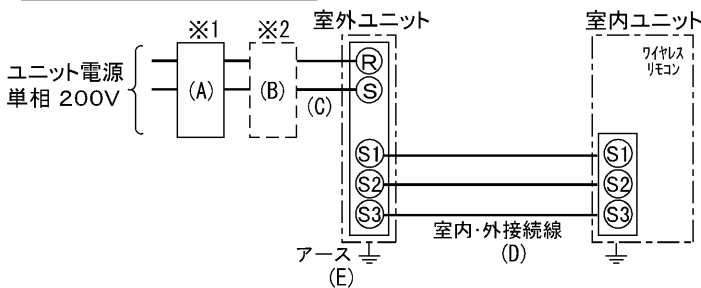 ※1
※2
室外ユニット
室内ユニット
ユニット電源
単相 200V
(A)
(B)
(C)
R
S
S1
S2
S3
ワイヤレス
リモコン
S1
S2
S3
室内・外接続線
(D)
アース
(E)